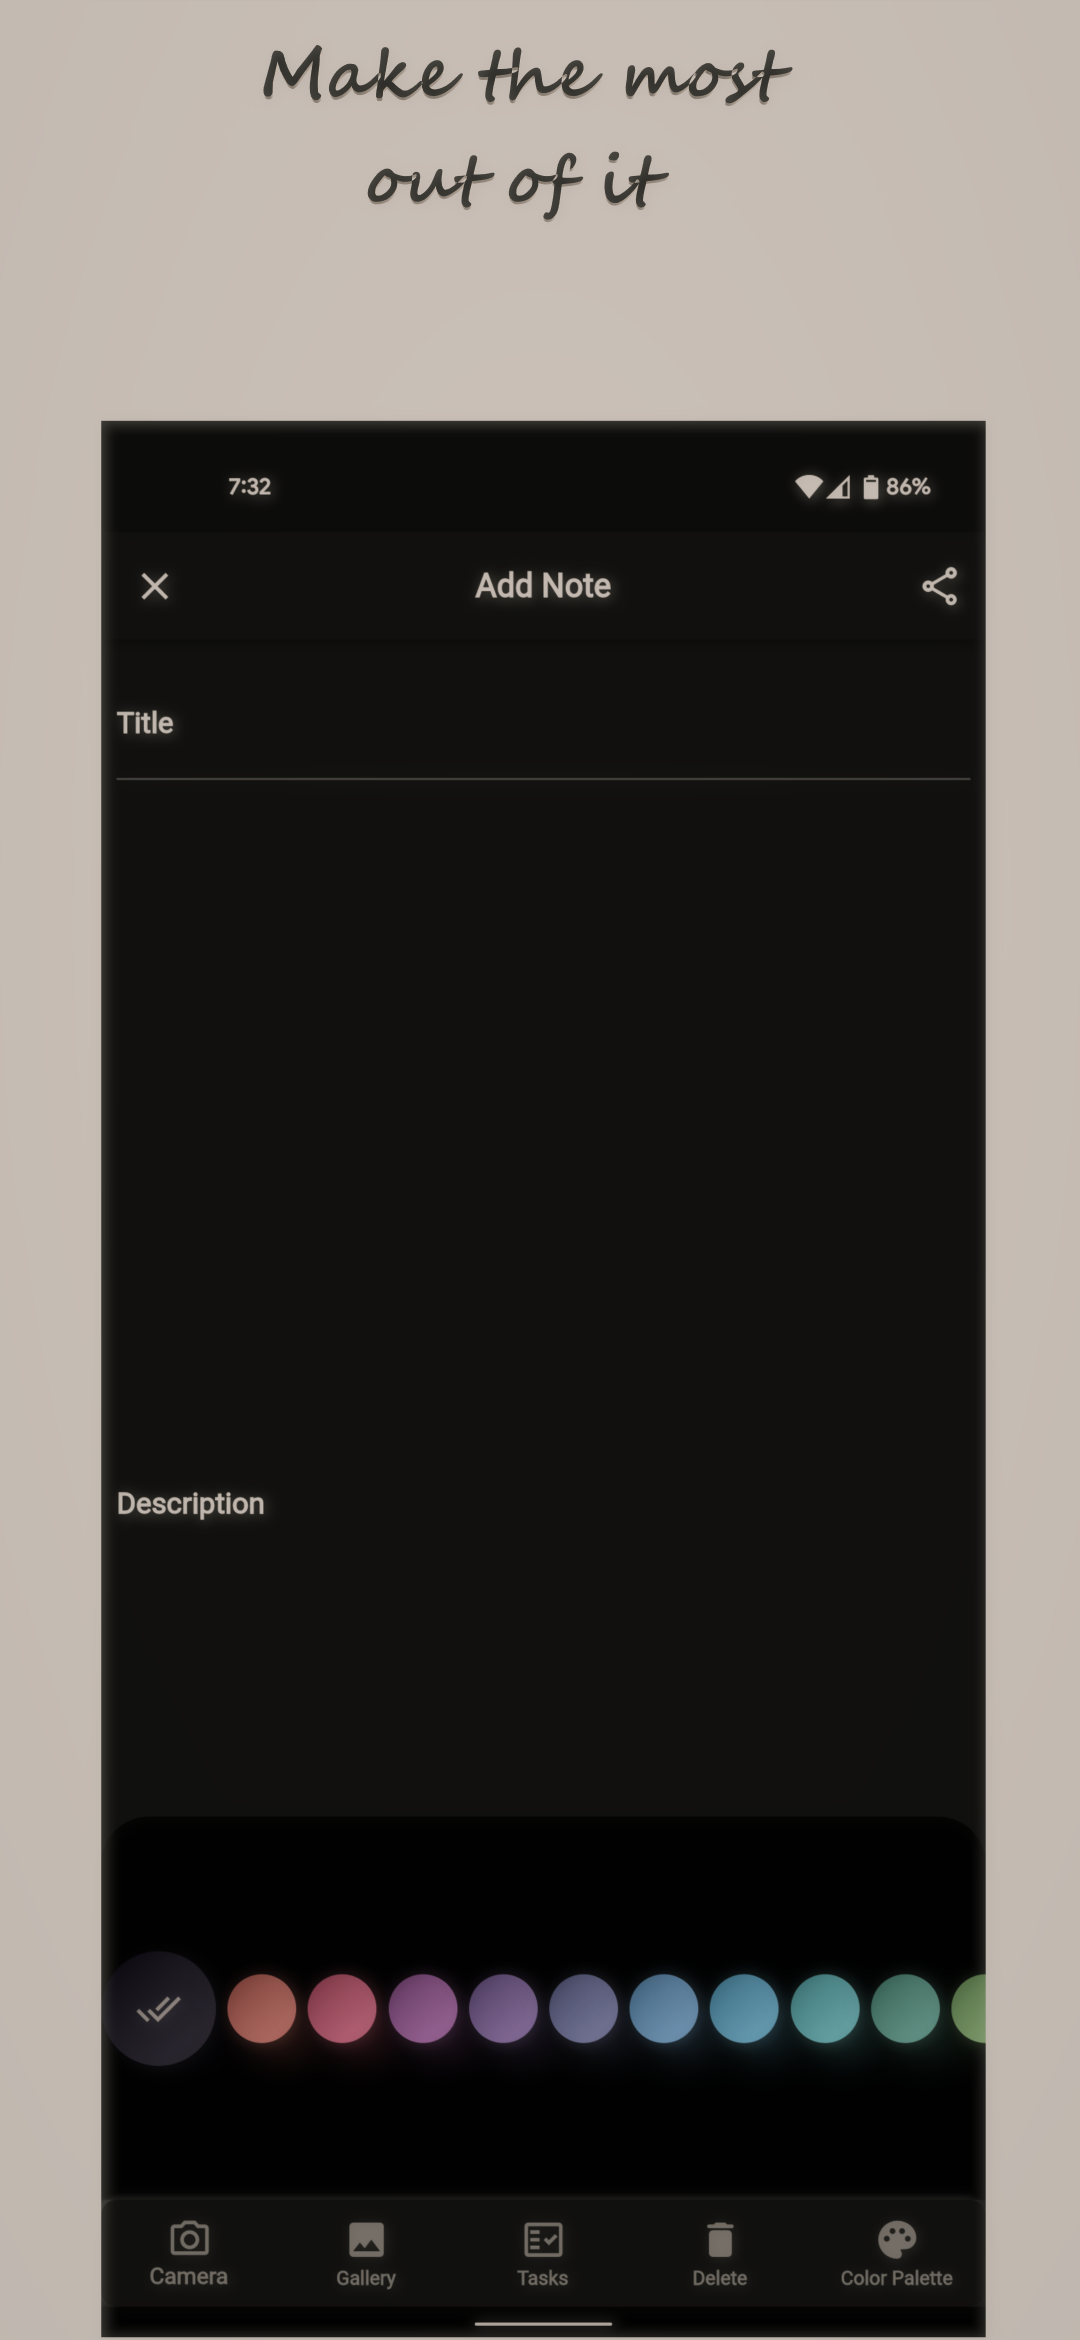 Make the most
out of it
7:32 86%
Add Note
Title
Description
Camera Gallery Tasks Delete Color Palette